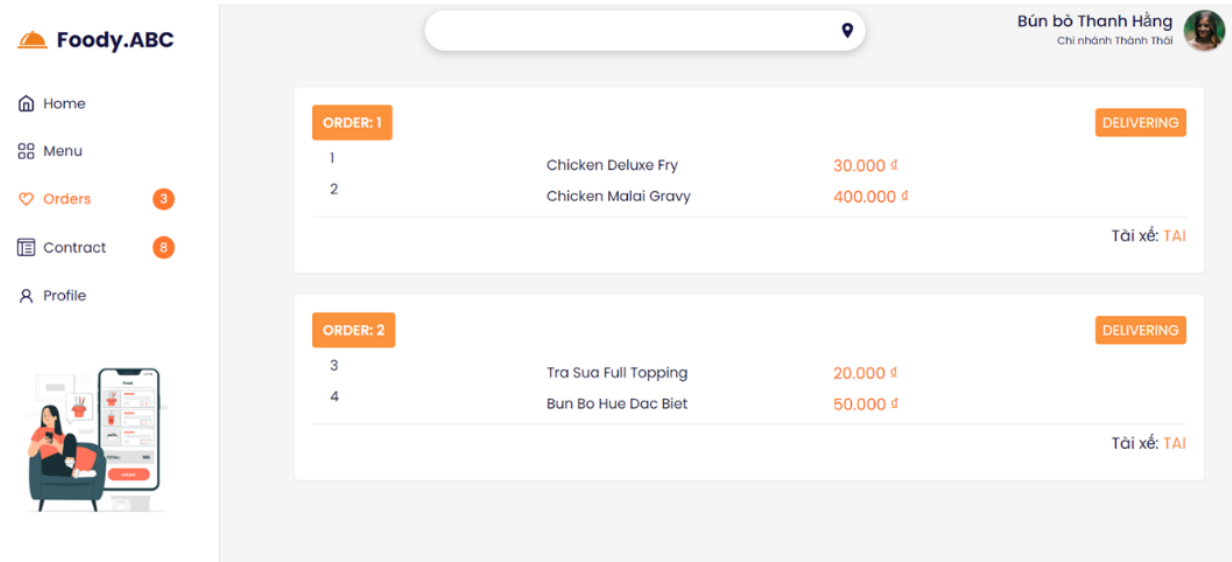 Foody.ABC
Bún bò Thanh Hằng
Chi nhánh Thành Thái
Home
Menu
Orders 3
Contract 8
Profile
ORDER: 1 DELIVERING
1 Chicken Deluxe Fry 30.000 ₫
2 Chicken Malai Gravy 400.000 ₫
Tài xế: TAI
ORDER: 2 DELIVERING
3 Tra Sua Full Topping 20.000 ₫
4 Bun Bo Hue Dac Biet 50.000 ₫
Tài xế: TAI